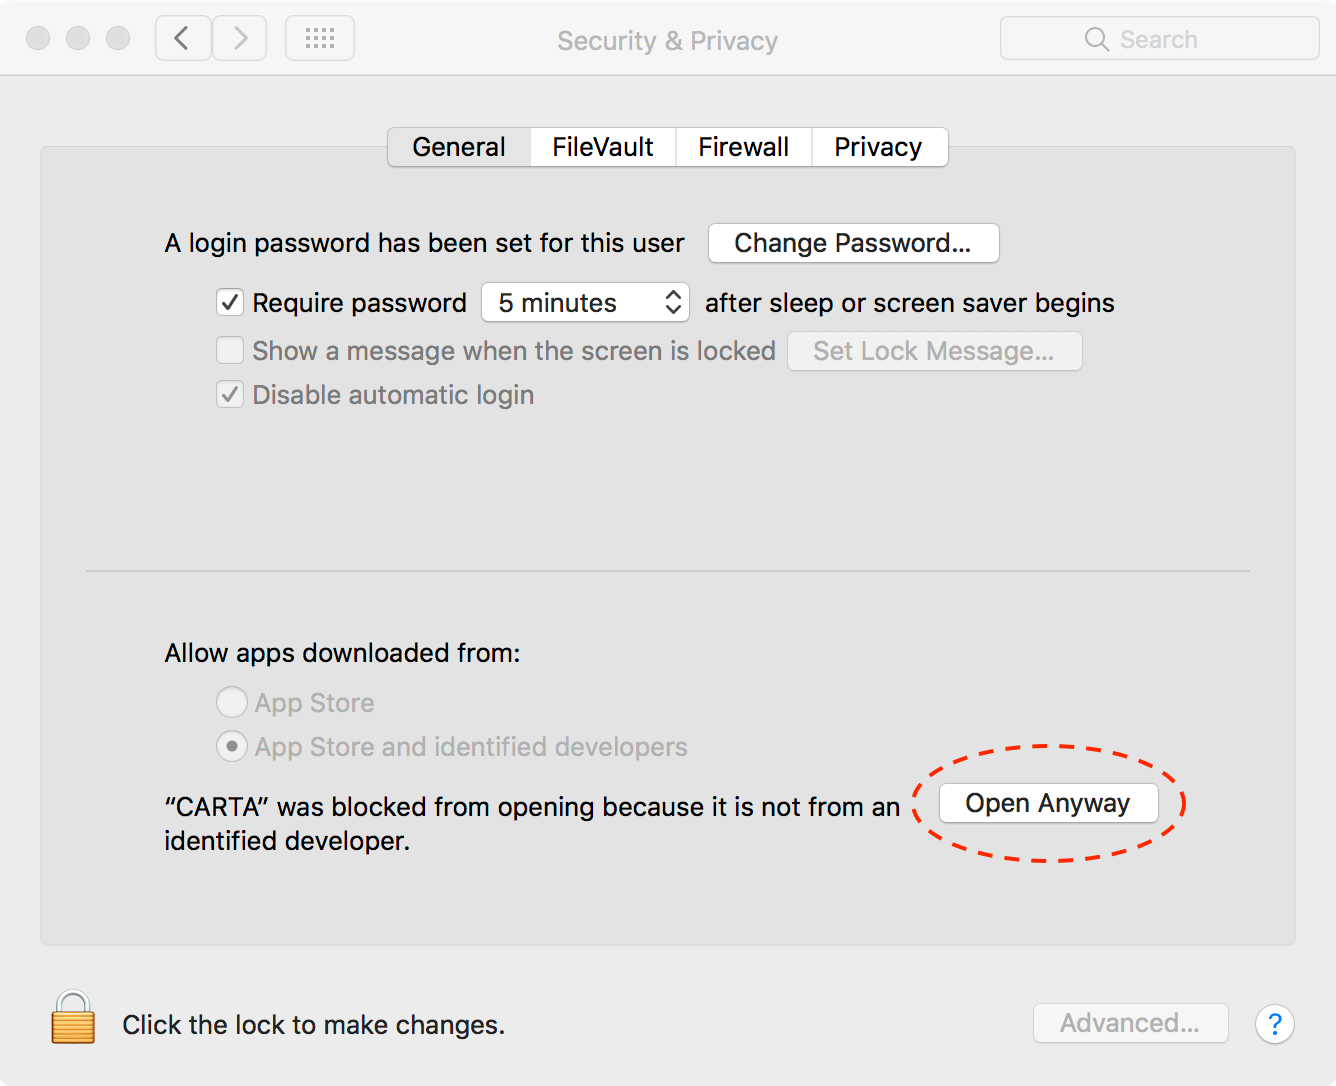 Security & Privacy
Search
General
FileVault
Firewall
Privacy
A login password has been set for this user
Change Password...
Require password
5 minutes
after sleep or screen saver begins
Show a message when the screen is locked
Set Lock Message...
Disable automatic login
Allow apps downloaded from:
App Store
App Store and identified developers
“CARTA” was blocked from opening because it is not from an
identified developer.
Open Anyway
Click the lock to make changes.
Advanced...
?